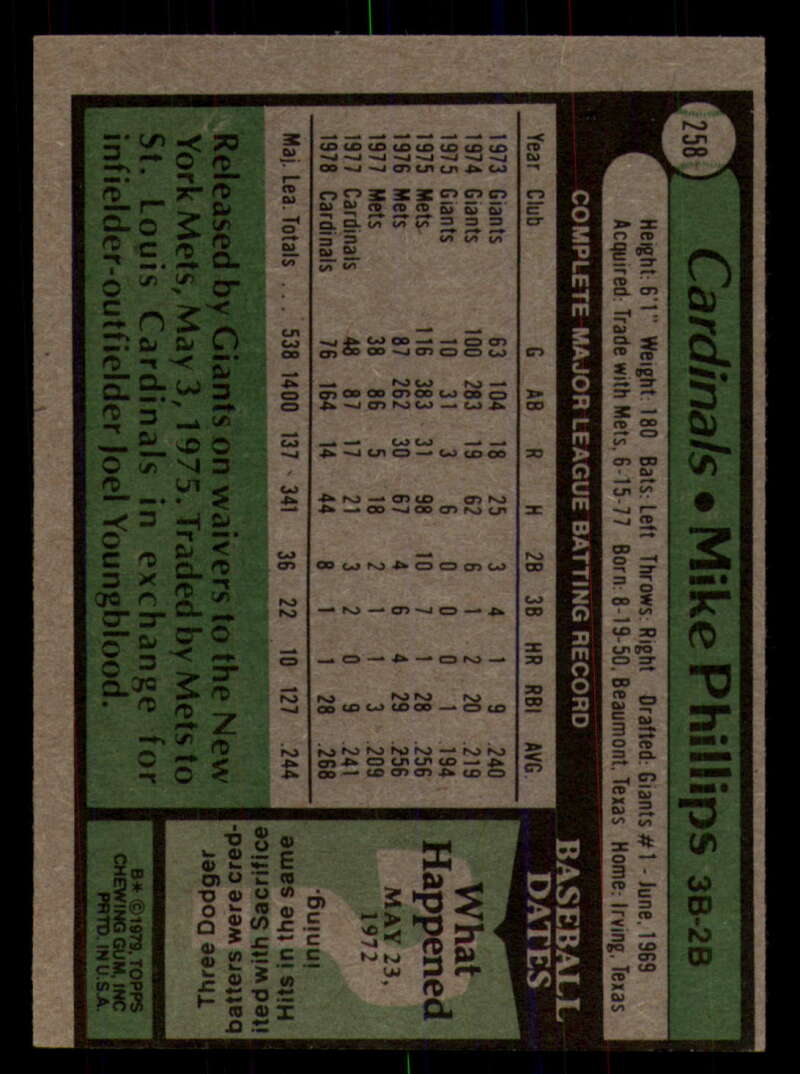 258
Cardinals • Mike Phillips 3B-2B
Height: 6'1" Weight: 180 Bats: Left Throws: Right Drafted: Giants #1 - June, 1969
Acquired: Trade with Mets, 6-15-77 Born: 8-19-50, Beaumont, Texas Home: Irving, Texas
COMPLETE MAJOR LEAGUE BATTING RECORD
Year Club G AB R H 2B 3B HR RBI AVG.
1973 Giants 63 104 18 25 3 4 1 9 .240
1974 Giants 100 283 19 62 6 1 2 20 .219
1975 Giants 10 31 3 6 0 0 0 1 .194
1975 Mets 116 383 31 98 10 7 1 28 .256
1976 Mets 87 262 30 67 4 6 4 29 .256
1977 Mets 38 86 5 18 2 1 1 3 .209
1977 Cardinals 48 87 17 21 3 2 0 9 .241
1978 Cardinals 76 164 14 44 8 1 1 28 .268
Maj. Lea. Totals . . . 538 1400 137 341 36 22 10 127 .244
Released by Giants on waivers to the New
York Mets, May 3, 1975. Traded by Mets to
St. Louis Cardinals in exchange for
infielder-outfielder Joel Youngblood.
BASEBALL
DATES
What
Happened
MAY 23,
1972
Three Dodger
batters were cred-
ited with Sacrifice
Hits in the same
inning.
B* ©1979, TOPPS
CHEWING GUM, INC
PRTD. IN U.S.A.